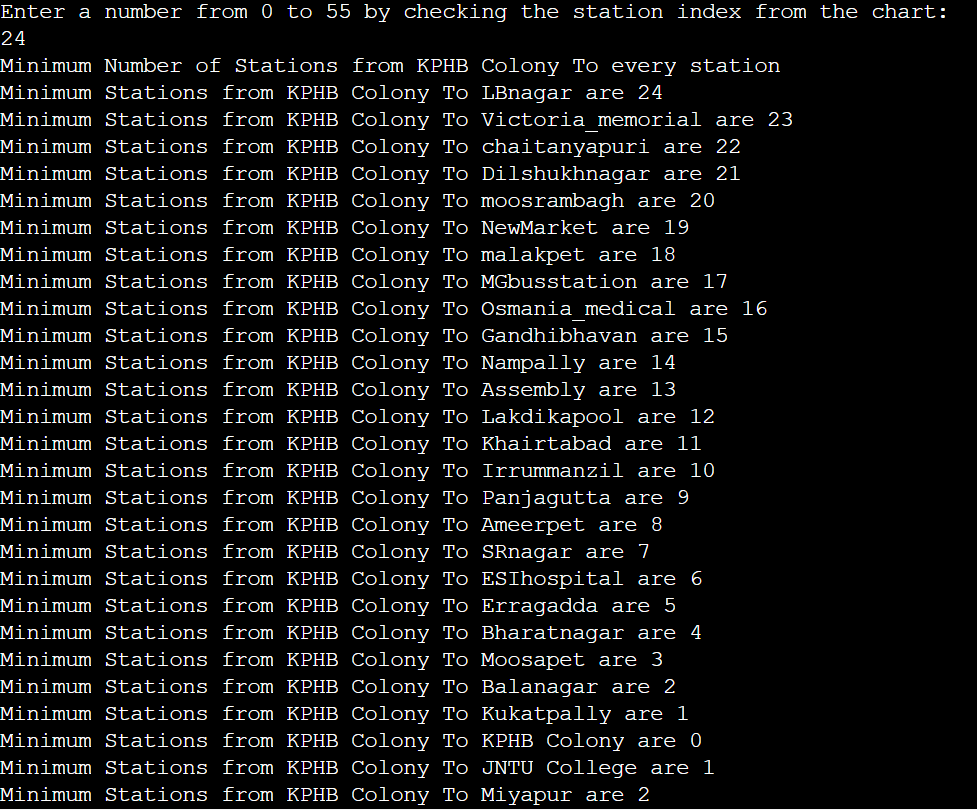 Enter a number from 0 to 55 by checking the station index from the chart:
24
Minimum Number of Stations from KPHB Colony To every station
Minimum Stations from KPHB Colony To LBnagar are 24
Minimum Stations from KPHB Colony To Victoria_memorial are 23
Minimum Stations from KPHB Colony To chaitanyapuri are 22
Minimum Stations from KPHB Colony To Dilshukhnagar are 21
Minimum Stations from KPHB Colony To moosrambagh are 20
Minimum Stations from KPHB Colony To NewMarket are 19
Minimum Stations from KPHB Colony To malakpet are 18
Minimum Stations from KPHB Colony To MGbusstation are 17
Minimum Stations from KPHB Colony To Osmania_medical are 16
Minimum Stations from KPHB Colony To Gandhibhavan are 15
Minimum Stations from KPHB Colony To Nampally are 14
Minimum Stations from KPHB Colony To Assembly are 13
Minimum Stations from KPHB Colony To Lakdikapool are 12
Minimum Stations from KPHB Colony To Khairtabad are 11
Minimum Stations from KPHB Colony To Irrummanzil are 10
Minimum Stations from KPHB Colony To Panjagutta are 9
Minimum Stations from KPHB Colony To Ameerpet are 8
Minimum Stations from KPHB Colony To SRnagar are 7
Minimum Stations from KPHB Colony To ESIhospital are 6
Minimum Stations from KPHB Colony To Erragadda are 5
Minimum Stations from KPHB Colony To Bharatnagar are 4
Minimum Stations from KPHB Colony To Moosapet are 3
Minimum Stations from KPHB Colony To Balanagar are 2
Minimum Stations from KPHB Colony To Kukatpally are 1
Minimum Stations from KPHB Colony To KPHB Colony are 0
Minimum Stations from KPHB Colony To JNTU College are 1
Minimum Stations from KPHB Colony To Miyapur are 2